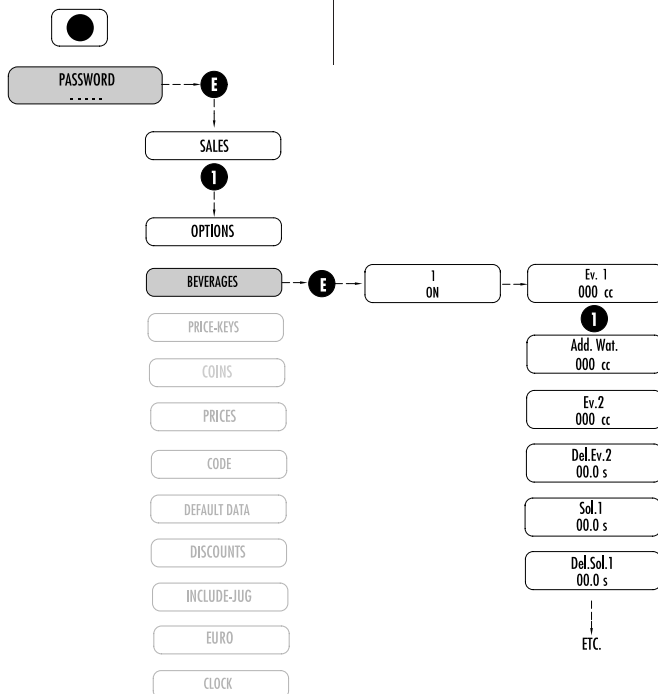 PASSWORD
.....
E
SALES
1
OPTIONS
BEVERAGES
E
1
ON
Ev. 1
000 cc
1
Add. Wat.
000 cc
Ev.2
000 cc
Del.Ev.2
00.0 s
Sol.1
00.0 s
Del.Sol.1
00.0 s
ETC.
PRICE-KEYS
COINS
PRICES
CODE
DEFAULT DATA
DISCOUNTS
INCLUDE-JUG
EURO
CLOCK